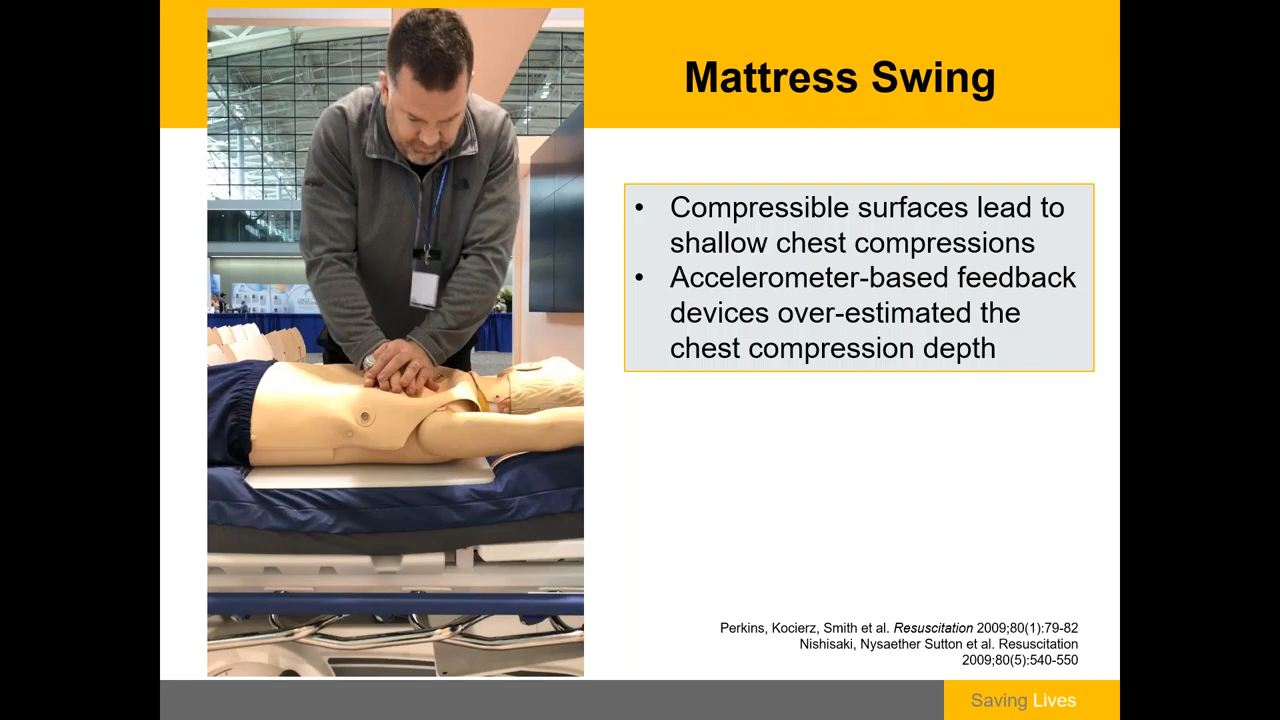 Mattress Swing
• Compressible surfaces lead to
shallow chest compressions
• Accelerometer-based feedback
devices over-estimated the
chest compression depth
Perkins, Kocierz, Smith et al. Resuscitation 2009;80(1):79-82
Nishisaki, Nysaether Sutton et al. Resuscitation
2009;80(5):540-550
Saving Lives